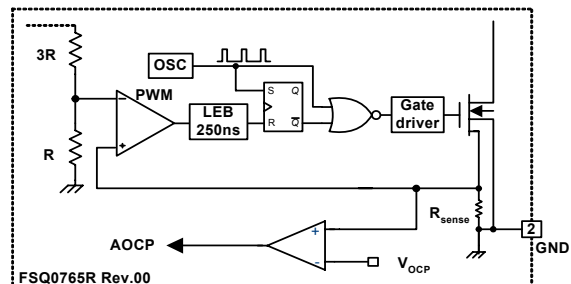 3R
OSC
PWM
LEB
250ns
S Q
R Q
Gate
driver
R
Rsense
2
GND
AOCP
+
-
VOCP
FSQ0765R Rev.00